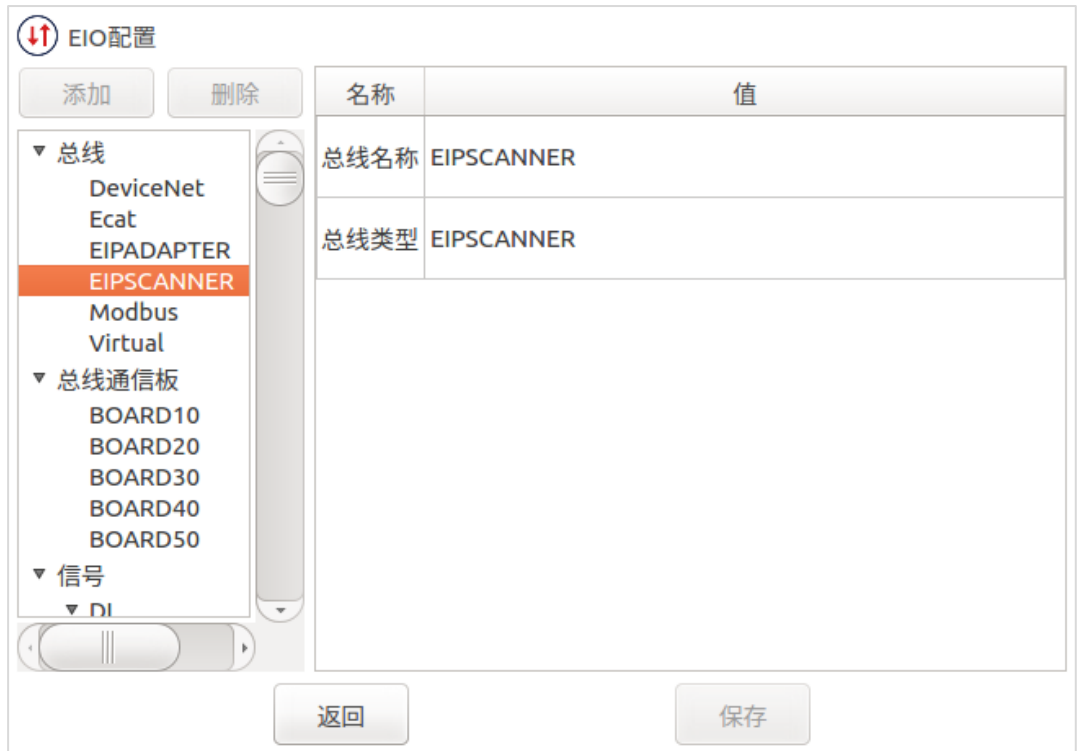 EIO配置
添加 删除
名称 值
总线
总线名称 EIPSCANNER
DeviceNet
Ecat
EIPADAPTER
总线类型 EIPSCANNER
EIPSCANNER
Modbus
Virtual
总线通信板
BOARD10
BOARD20
BOARD30
BOARD40
BOARD50
信号
DI
返回 保存